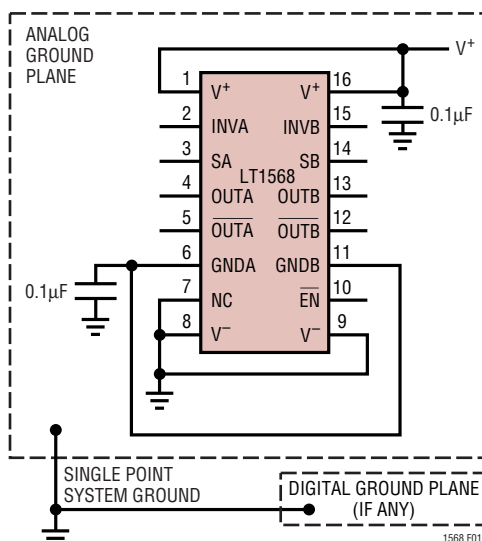 ANALOG
GROUND
PLANE
V+
1
V+
V+
16
0.1μF
2
INVA
INVB
15
3
SA
SB
14
LT1568
4
OUTA
OUTB
13
5
OUTA
OUTB
12
6
GNDA
GNDB
11
0.1μF
7
NC
EN
10
8
V–
V–
9
SINGLE POINT
SYSTEM GROUND
DIGITAL GROUND PLANE
(IF ANY)
1568 F01